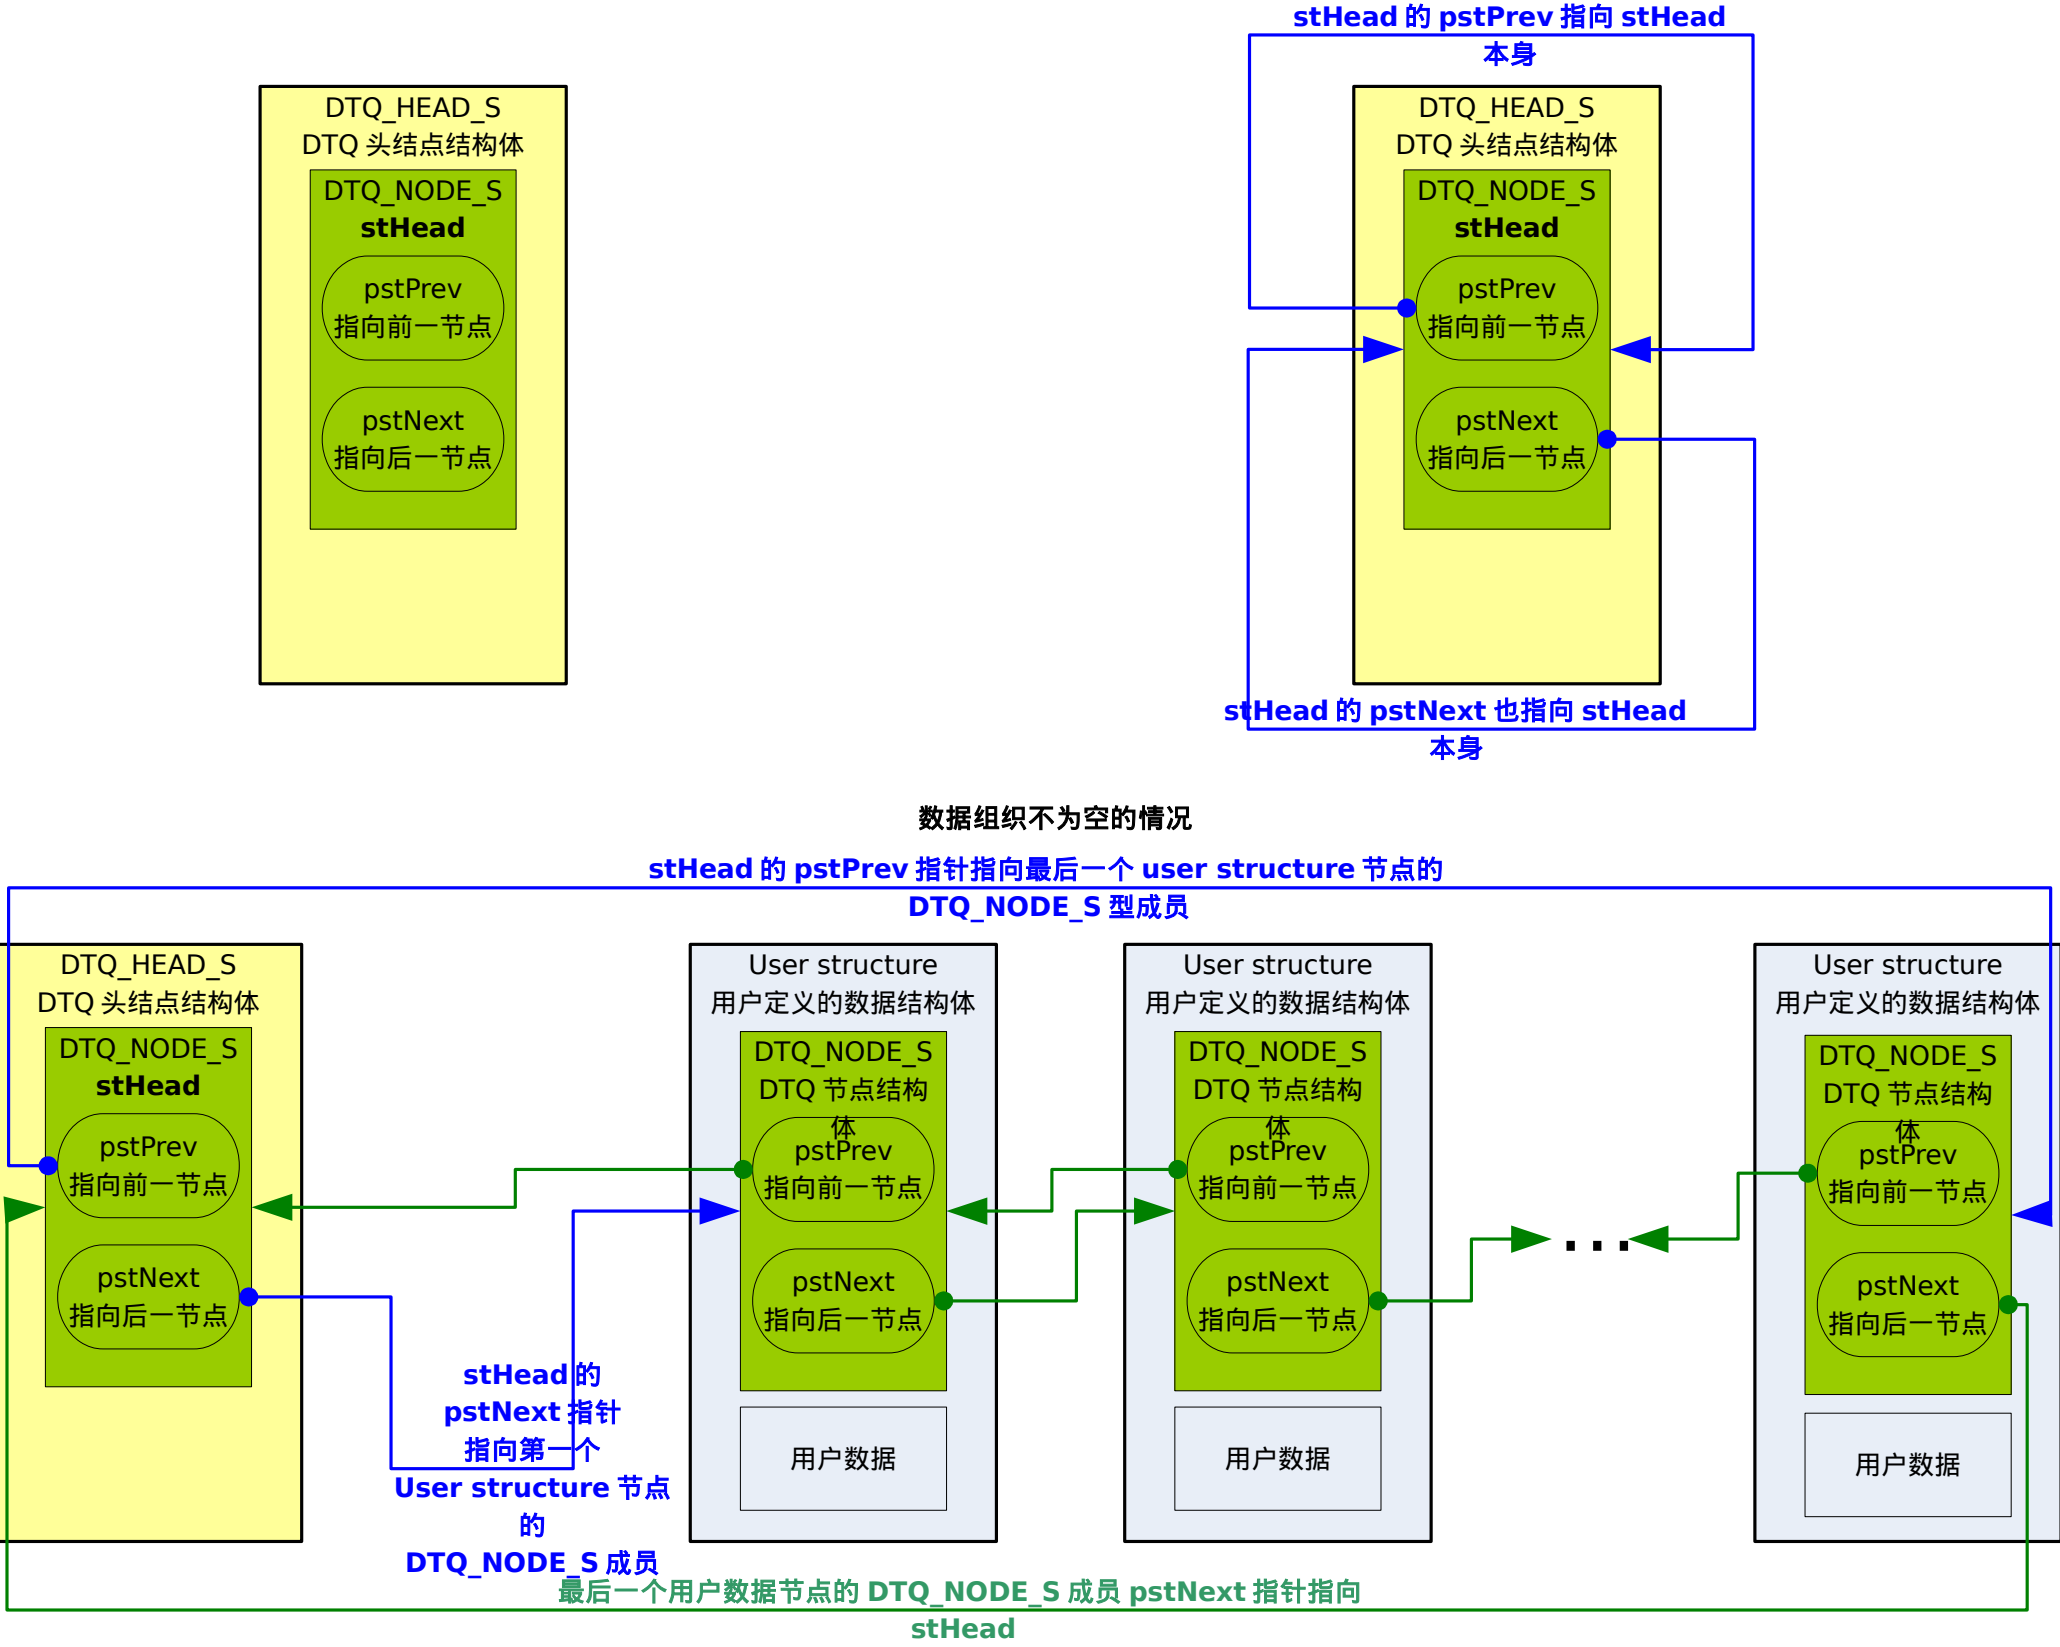 stHead 的 pstPrev 指向 stHead
本身
DTQ_HEAD_S
DTQ 头结点结构体
DTQ_NODE_S
stHead
pstPrev
指向前一节点
pstNext
指向后一节点
DTQ_HEAD_S
DTQ 头结点结构体
DTQ_NODE_S
stHead
pstPrev
指向前一节点
pstNext
指向后一节点
stHead 的 pstNext 也指向 stHead
本身
数据组织不为空的情况
stHead 的 pstPrev 指针指向最后一个 user structure 节点的
DTQ_NODE_S 型成员
DTQ_HEAD_S
DTQ 头结点结构体
DTQ_NODE_S
stHead
pstPrev
指向前一节点
pstNext
指向后一节点
stHead 的
pstNext 指针
指向第一个
User structure 节点
的
DTQ_NODE_S 成员
User structure
用户定义的数据结构体
DTQ_NODE_S
DTQ 节点结构
体
pstPrev
指向前一节点
pstNext
指向后一节点
用户数据
User structure
用户定义的数据结构体
DTQ_NODE_S
DTQ 节点结构
体
pstPrev
指向前一节点
pstNext
指向后一节点
用户数据
...
User structure
用户定义的数据结构体
DTQ_NODE_S
DTQ 节点结构
体
pstPrev
指向前一节点
pstNext
指向后一节点
用户数据
最后一个用户数据节点的 DTQ_NODE_S 成员 pstNext 指针指向
stHead